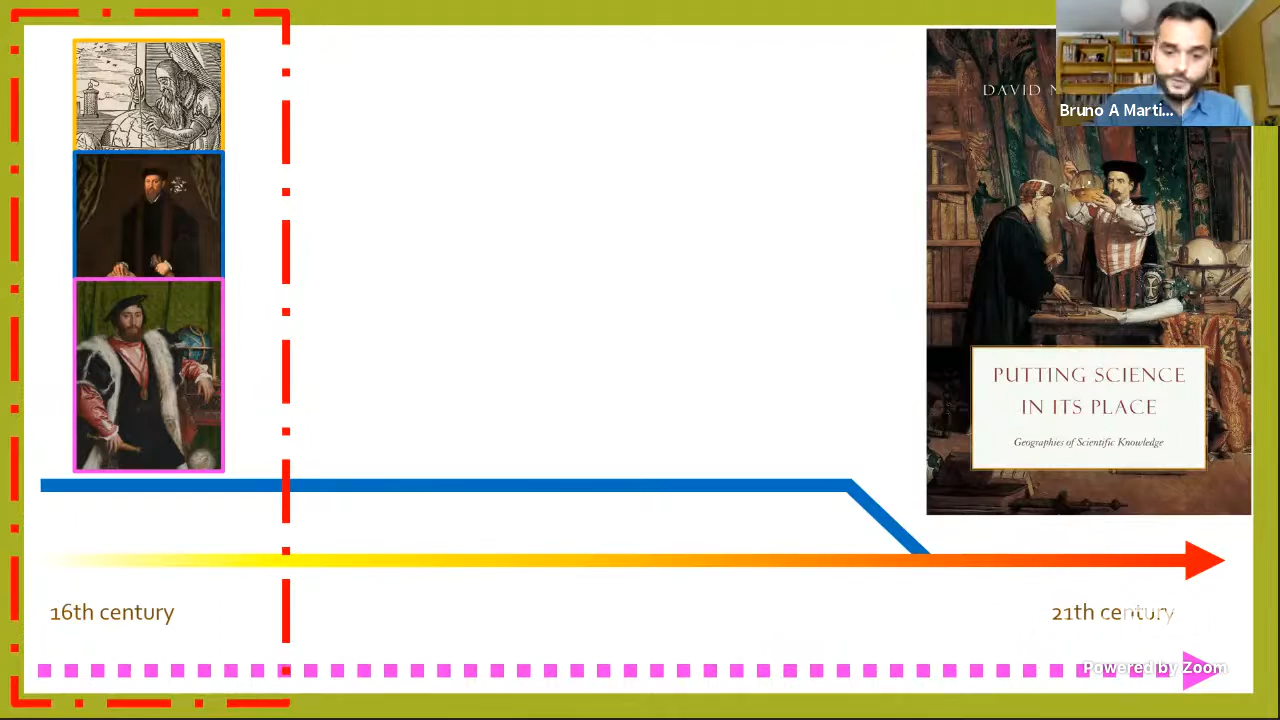 DAVID
Bruno A Marti...
PUTTING SCIENCE
IN ITS PLACE
Geographies of Scientific Knowledge
16th century
21th century
Powered by Zoom